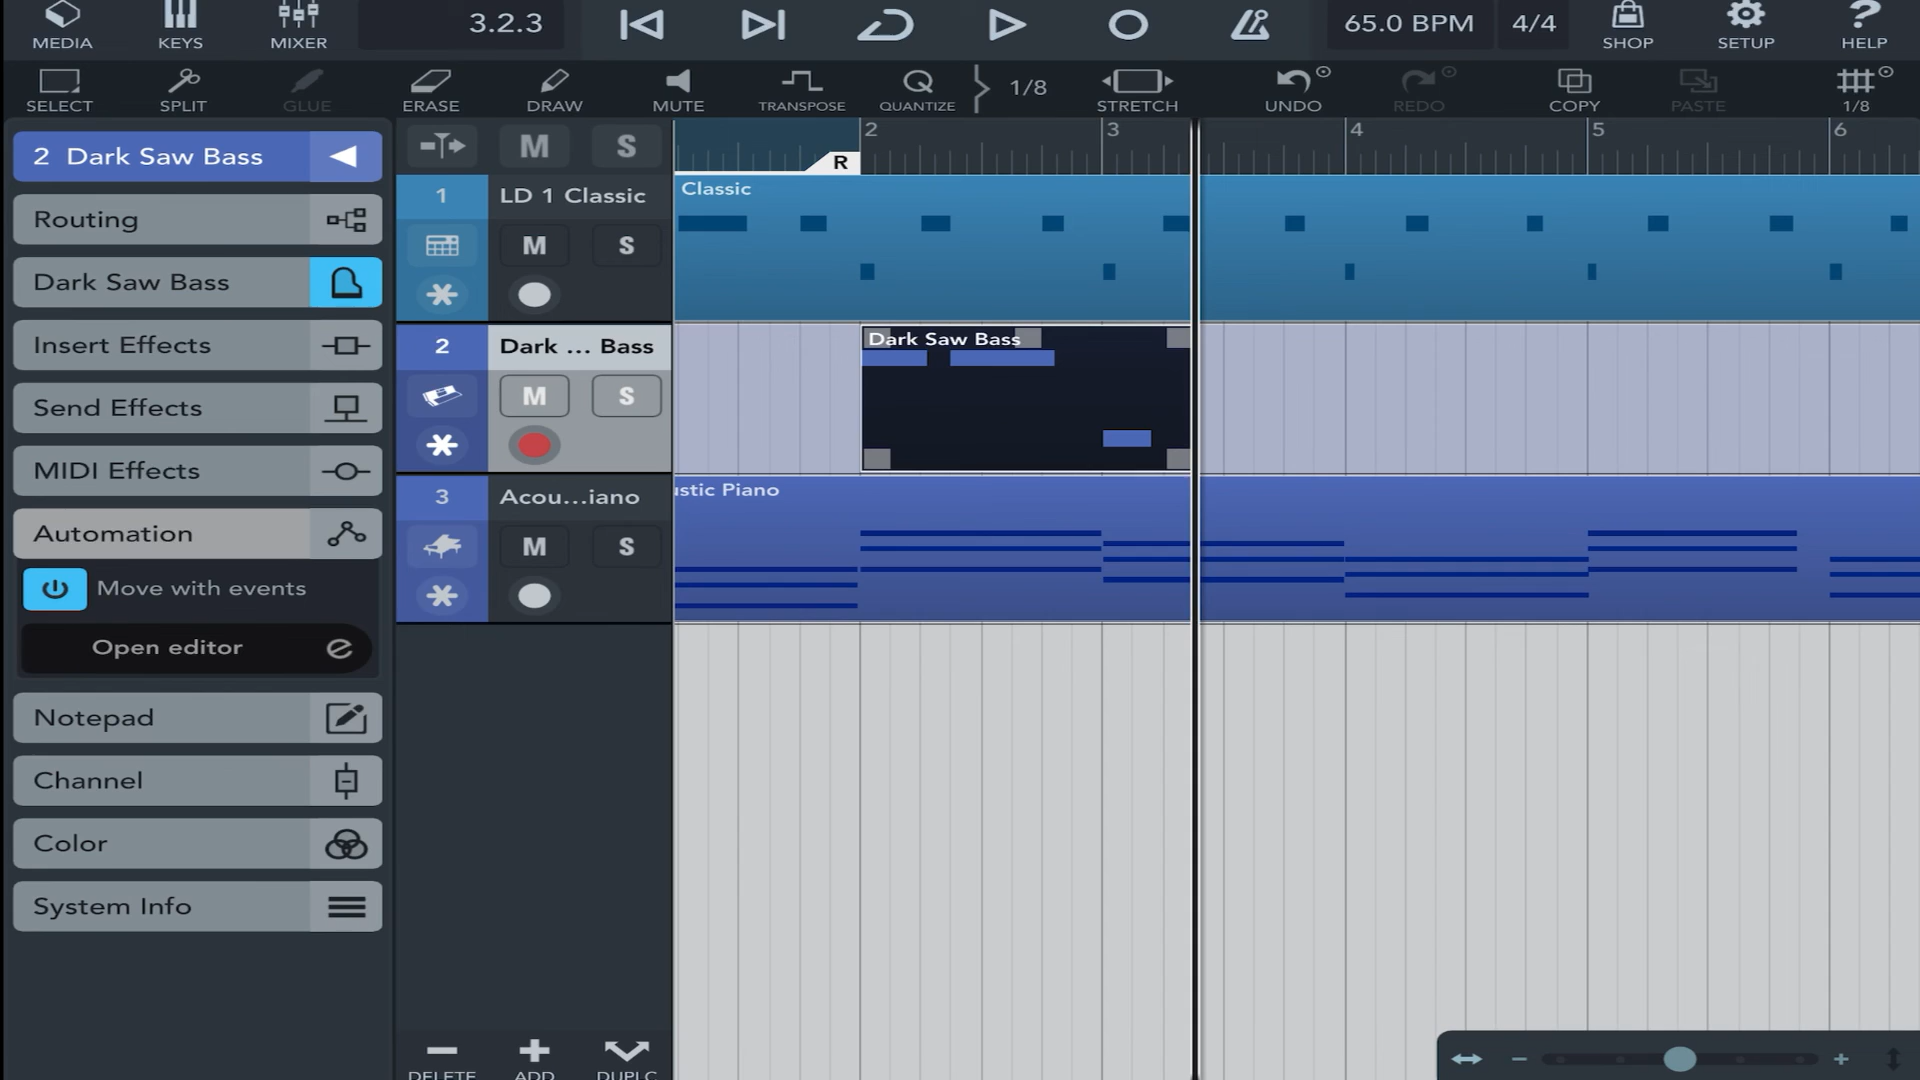 MEDIA KEYS MIXER 3.2.3 65.0 BPM 4/4 SHOP SETUP HELP
SELECT SPLIT GLUE ERASE DRAW MUTE TRANSPOSE QUANTIZE 1/8 STRETCH UNDO REDO COPY PASTE 1/8
2 Dark Saw Bass
Routing
Dark Saw Bass
Insert Effects
Send Effects
MIDI Effects
Automation
Move with events
Open editor
Notepad
Channel
Color
System Info
M S
1 LD 1 Classic
M S
2 Dark ... Bass
M S
3 Acou...iano
M S
DELETE ADD DUPLC
2 3 4 5 6
R
Classic
Dark Saw Bass
ustic Piano